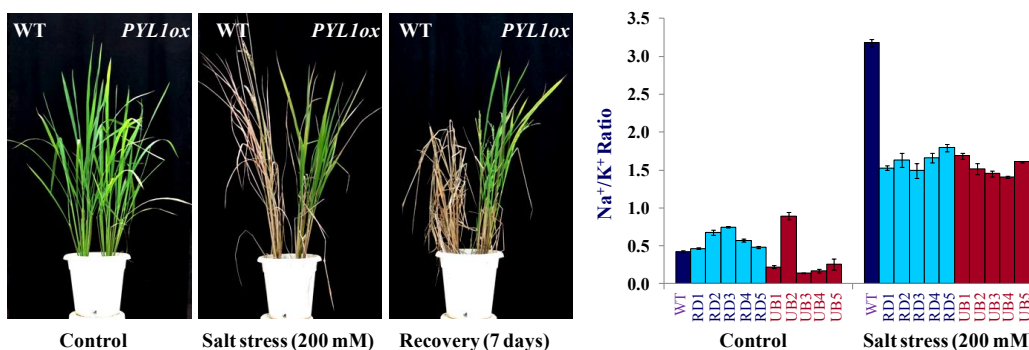 WT PYL1ox
WT PYL1ox
WT PYL1ox
Control
Salt stress (200 mM)
Recovery (7 days)
Na⁺/K⁺ Ratio
4.0
3.5
3.0
2.5
2.0
1.5
1.0
0.5
0.0
WT RD1 RD2 RD3 RD4 RD5 UB1 UB2 UB3 UB4 UB5
WT RD1 RD2 RD3 RD4 RD5 UB1 UB2 UB3 UB4 UB5
Control
Salt stress (200 mM